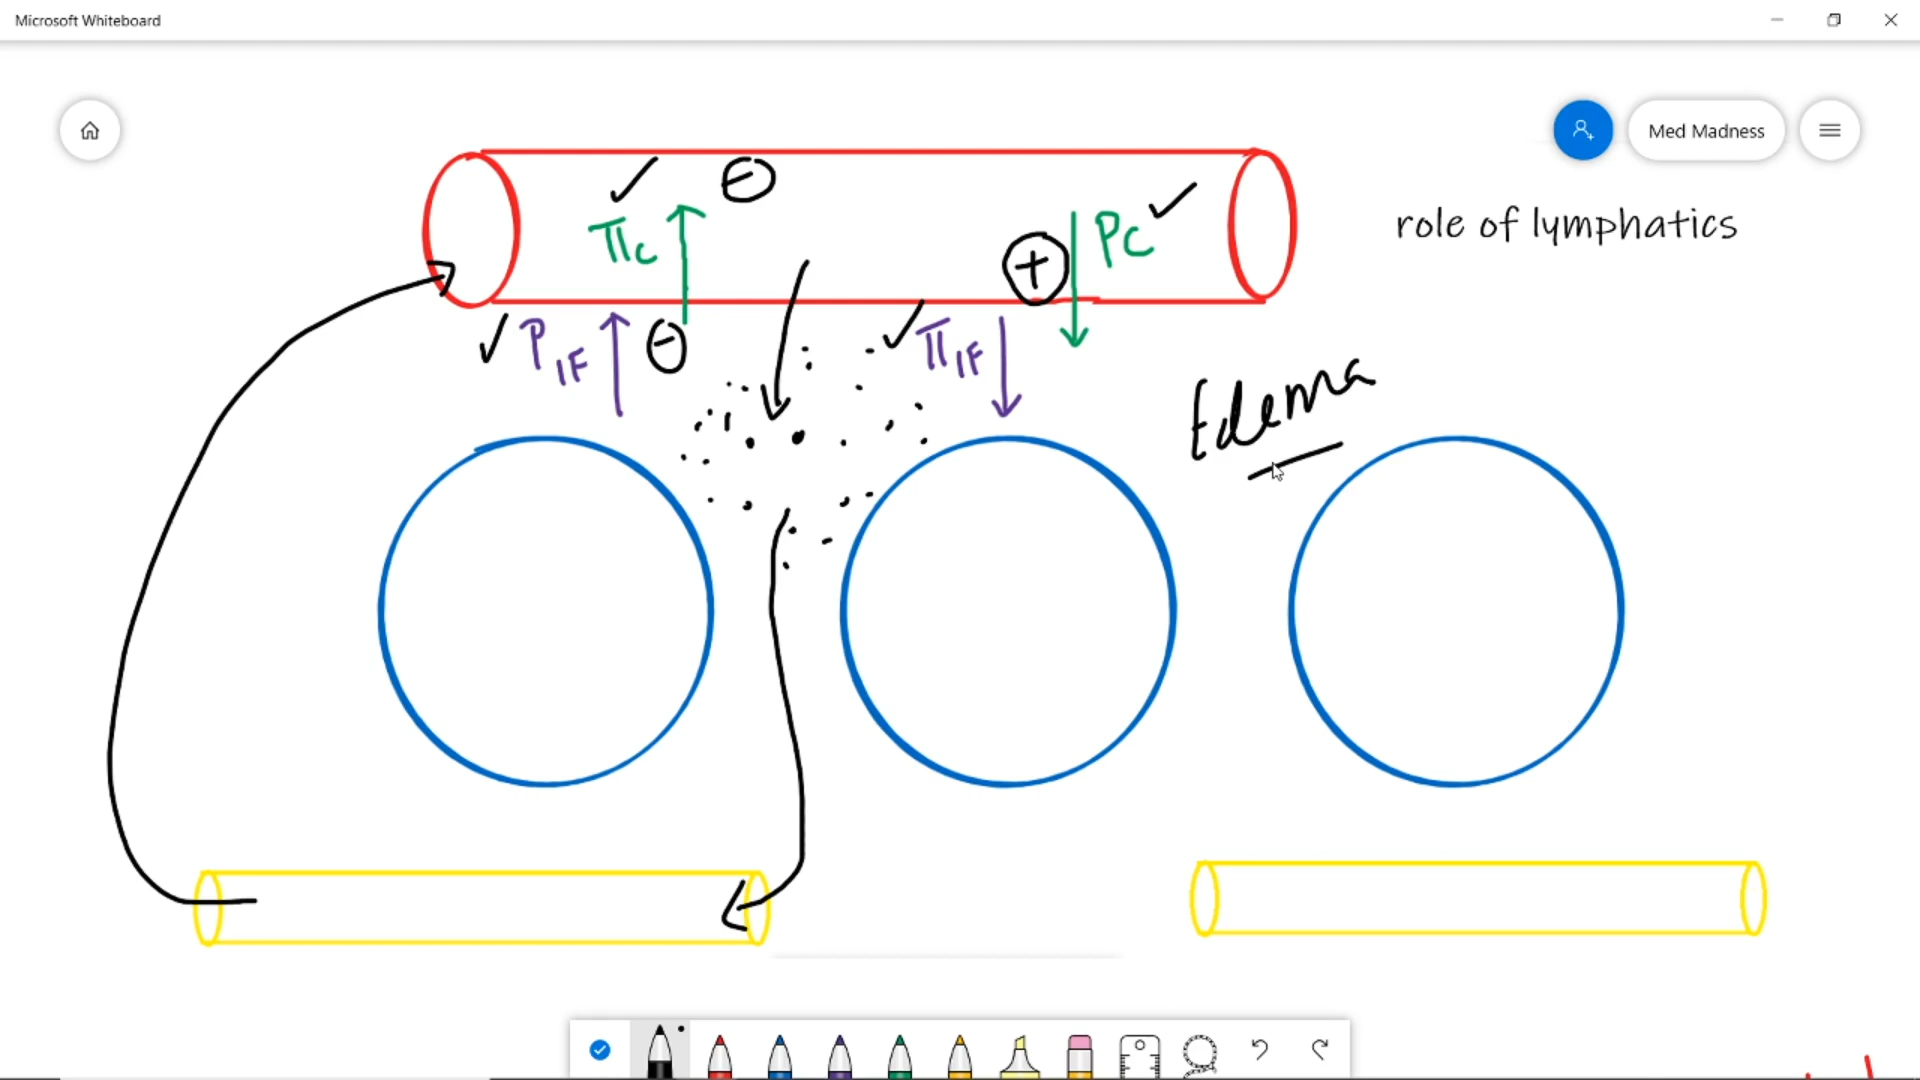 Microsoft Whiteboard
Med Madness
role of lymphatics
πc
PC
PIF
πIF
Edema